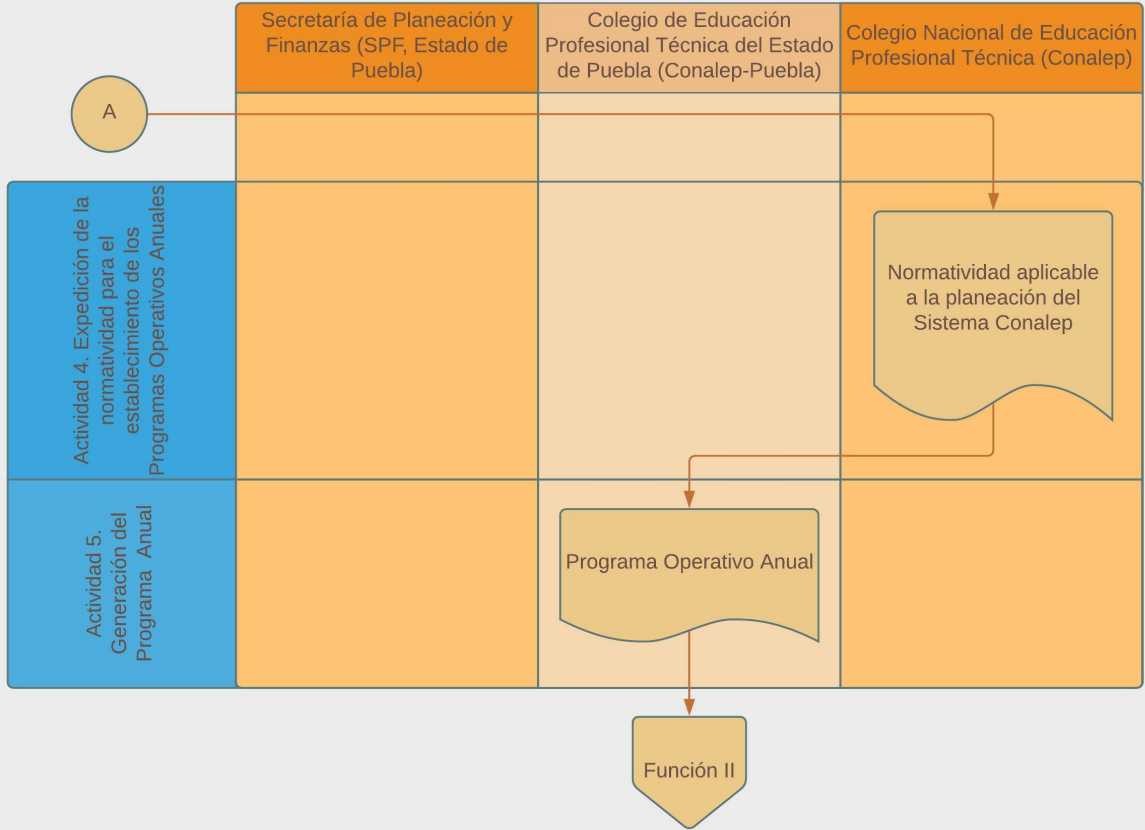 Secretaría de Planeación y
Finanzas (SPF, Estado de
Puebla)
Colegio de Educación
Profesional Técnica del Estado
de Puebla (Conalep-Puebla)
Colegio Nacional de Educación
Profesional Técnica (Conalep)
A
Actividad 4. Expedición de la
normatividad para el
establecimiento de los
Programas Operativos Anuales
Normatividad aplicable
a la planeación del
Sistema Conalep
Actividad 5.
Generación del
Programa Anual
Programa Operativo Anual
Función II